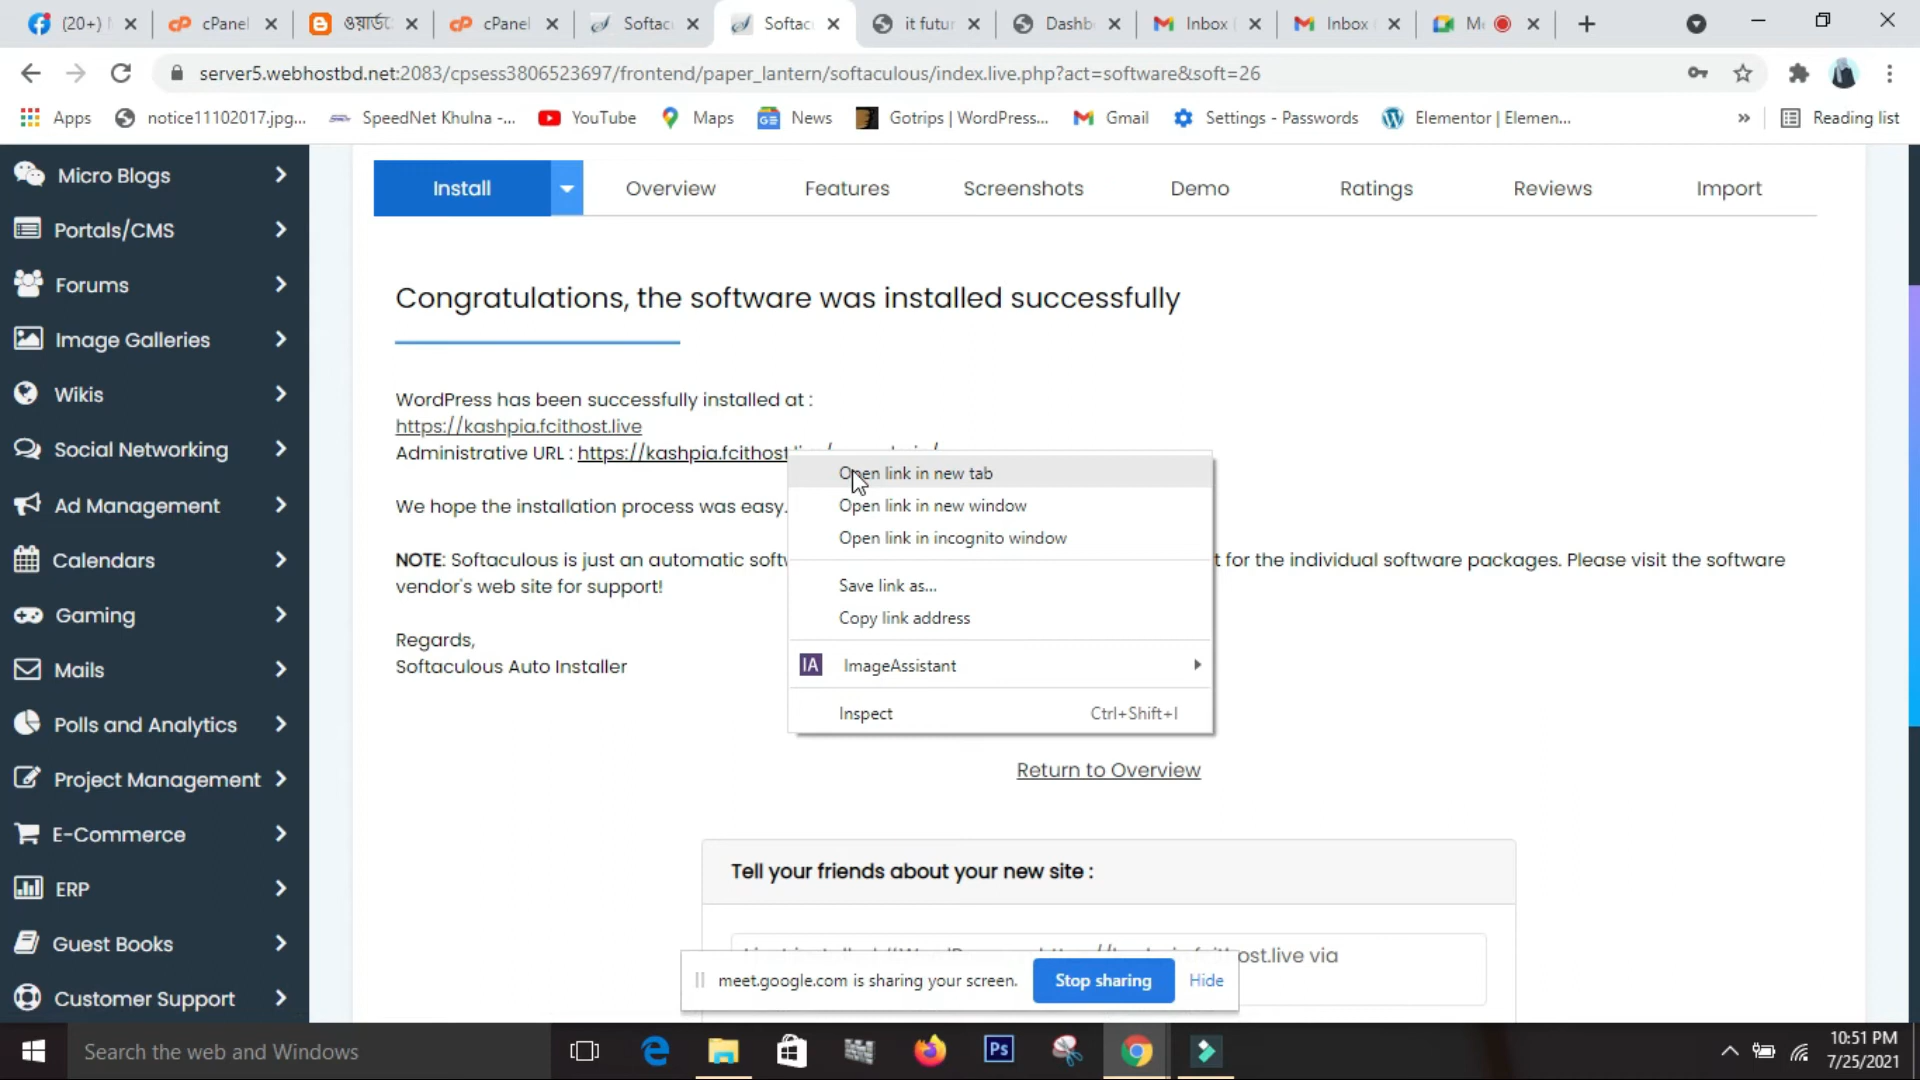 (20+) N
cPanel
ওয়ার্ডে
cPanel
Softac
Softac
it futur
Dashb
Inbox (
Inbox
Me
server5.webhostbd.net:2083/cpsess3806523697/frontend/paper_lantern/softaculous/index.live.php?act=software&soft=26
Apps
notice11102017.jpg...
SpeedNet Khulna -...
YouTube
Maps
News
Gotrips | WordPress...
Gmail
Settings - Passwords
Elementor | Elemen...
»
Reading list
Micro Blogs
Portals/CMS
Forums
Image Galleries
Wikis
Social Networking
Ad Management
Calendars
Gaming
Mails
Polls and Analytics
Project Management
E-Commerce
ERP
Guest Books
Customer Support
Install
Overview
Features
Screenshots
Demo
Ratings
Reviews
Import
Congratulations, the software was installed successfully
WordPress has been successfully installed at :
https://kashpia.fcithost.live
Administrative URL : https://kashpia.fcithost
We hope the installation process was easy.
NOTE: Softaculous is just an automatic soft
t for the individual software packages. Please visit the software
vendor's web site for support!
Regards,
Softaculous Auto Installer
Open link in new tab
Open link in new window
Open link in incognito window
Save link as...
Copy link address
IA ImageAssistant
Inspect Ctrl+Shift+I
Return to Overview
Tell your friends about your new site :
ost.live via
meet.google.com is sharing your screen.
Stop sharing
Hide
Search the web and Windows
Ps
10:51 PM
7/25/2021